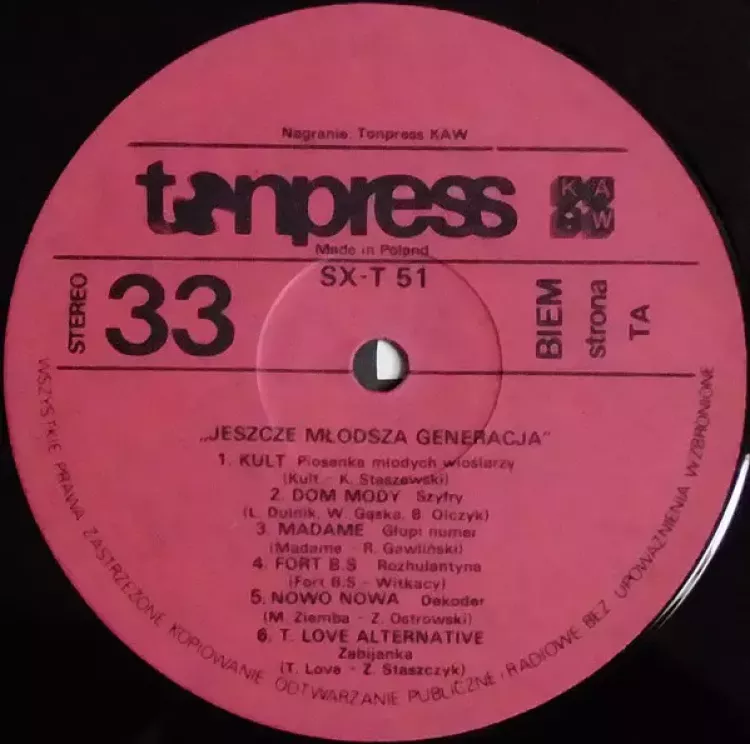 Nagranie: Tonpress KAW
tonpress
KAW
Made in Poland
SX-T 51
STEREO
33
BIEM
strona
TA
„JESZCZE MŁODSZA GENERACJA"
1. KULT Piosenka młodych wioślarzy
(Kult - K. Staszewski)
2. DOM MODY Szyfry
(L. Dutnik, W. Gąska, B. Olczyk)
3. MADAME Głupi numer
(Madame - R. Gawliński)
4. FORT B.S Rozhulantyna
(Fort B.S - Witkacy)
5. NOWO NOWA Dekoder
(M. Ziemba - Z. Ostrowski)
6. T. LOVE ALTERNATIVE
Zabijanka
(T. Love - Z. Staszczyk)
WSZYSTKIE PRAWA ZASTRZEŻONE KOPIOWANIE ODTWARZANIE PUBLICZNE I RADIOWE BEZ UPOWAŻNIENIA WZBRONIONE